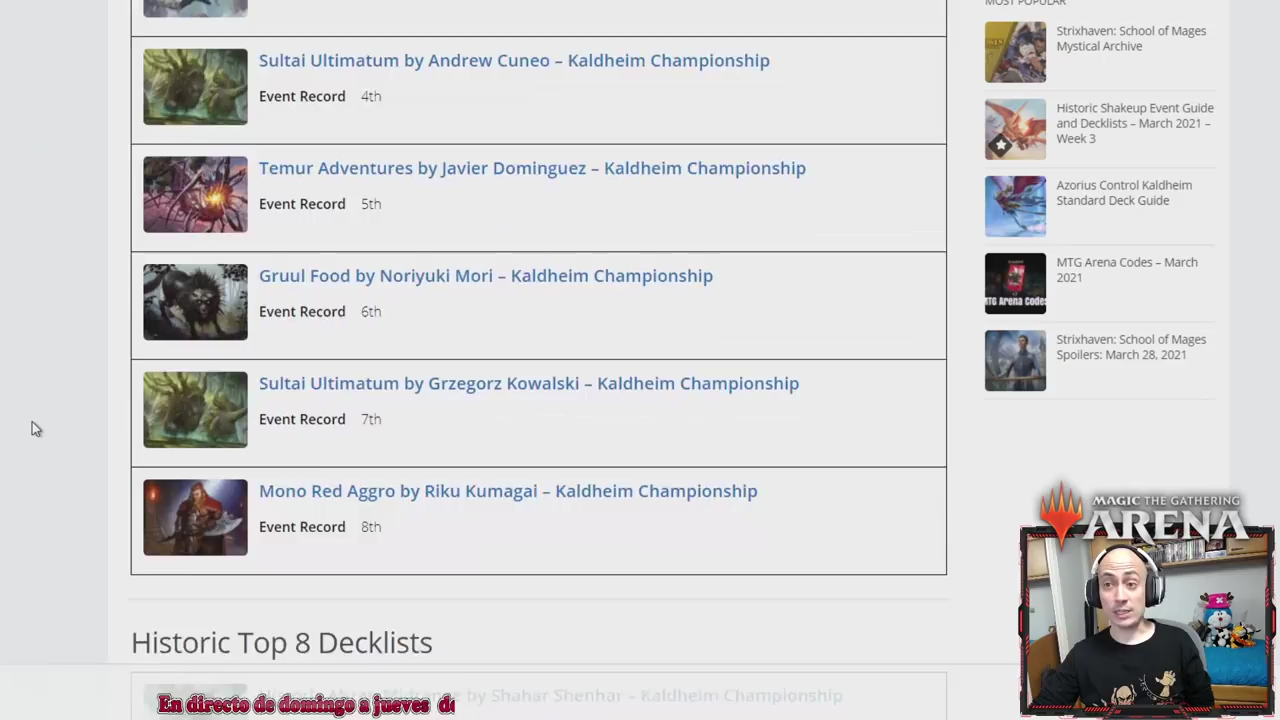 MOST POPULAR
Sultai Ultimatum by Andrew Cuneo – Kaldheim Championship
Event Record 4th
Temur Adventures by Javier Dominguez – Kaldheim Championship
Event Record 5th
Gruul Food by Noriyuki Mori – Kaldheim Championship
Event Record 6th
Sultai Ultimatum by Grzegorz Kowalski – Kaldheim Championship
Event Record 7th
Mono Red Aggro by Riku Kumagai – Kaldheim Championship
Event Record 8th
Historic Top 8 Decklists
by Shahar Shenhar – Kaldheim Championship
En directo de domingo a jueves de
Strixhaven: School of Mages
Mystical Archive
Historic Shakeup Event Guide
and Decklists – March 2021 –
Week 3
Azorius Control Kaldheim
Standard Deck Guide
MTG Arena Codes – March
2021
MTG Arena Codes
Strixhaven: School of Mages
Spoilers: March 28, 2021
MAGIC THE GATHERING
ARENA